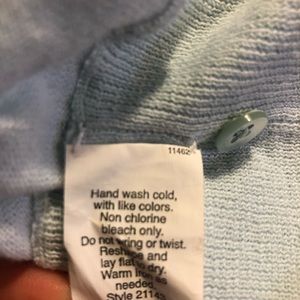 11462
Hand wash cold,
with like colors.
Non chlorine
bleach only.
Do not wring or twist.
Reshape and
lay flat to dry.
Warm iron as
needed.
Style 21143